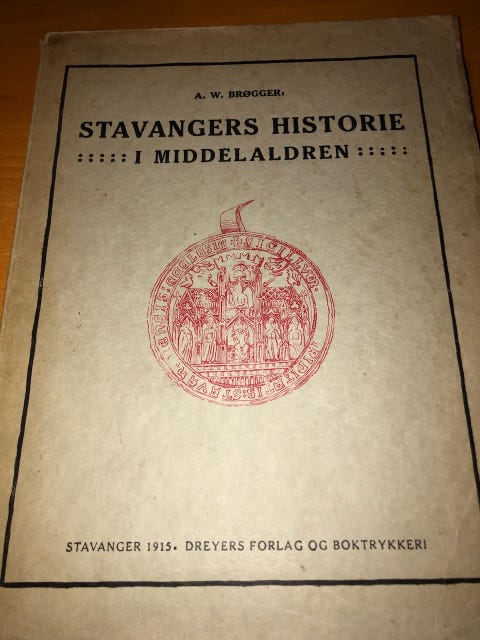 A. W. BRØGGER:
STAVANGERS HISTORIE
::::: I MIDDELALDREN :::::
STAVANGER 1915. DREYERS FORLAG OG BOKTRYKKERI